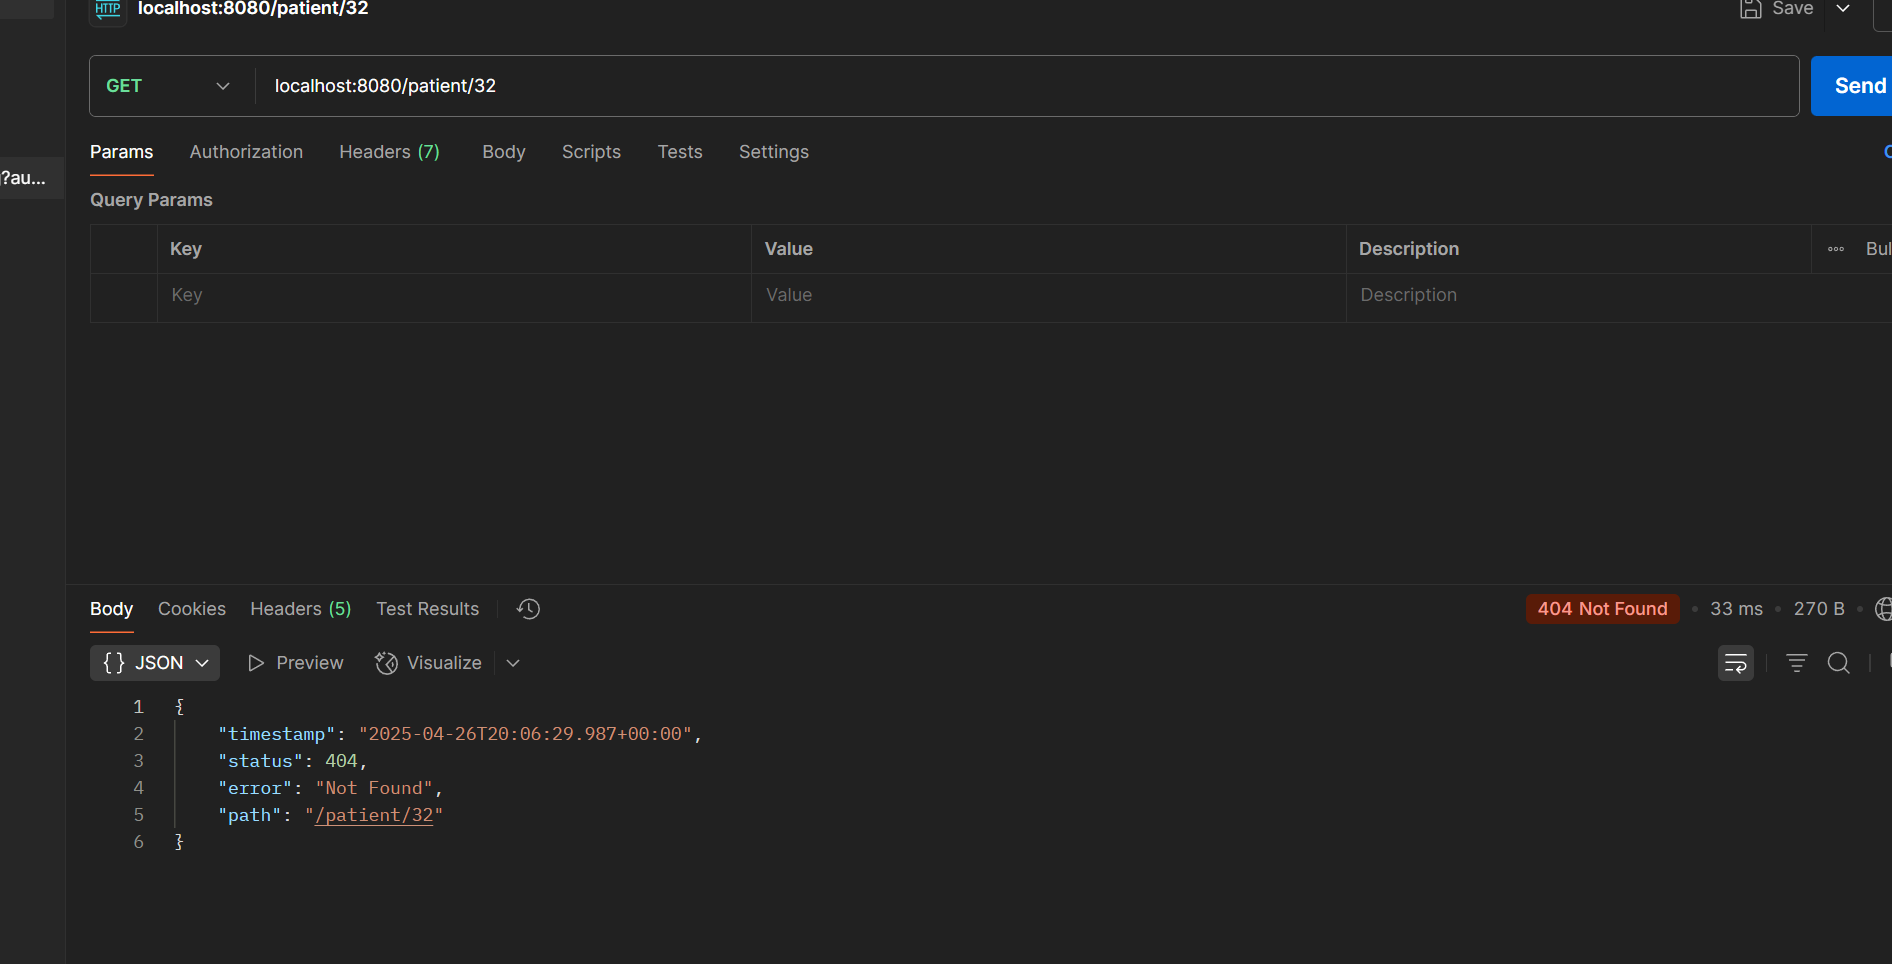 HTTP localhost:8080/patient/32 Save
GET localhost:8080/patient/32 Send
Params Authorization Headers (7) Body Scripts Tests Settings
?au...
Query Params
Key Value Description Bul
Key Value Description
Body Cookies Headers (5) Test Results 404 Not Found • 33 ms • 270 B •
{} JSON Preview Visualize
1 {
2 "timestamp": "2025-04-26T20:06:29.987+00:00",
3 "status": 404,
4 "error": "Not Found",
5 "path": "/patient/32"
6 }